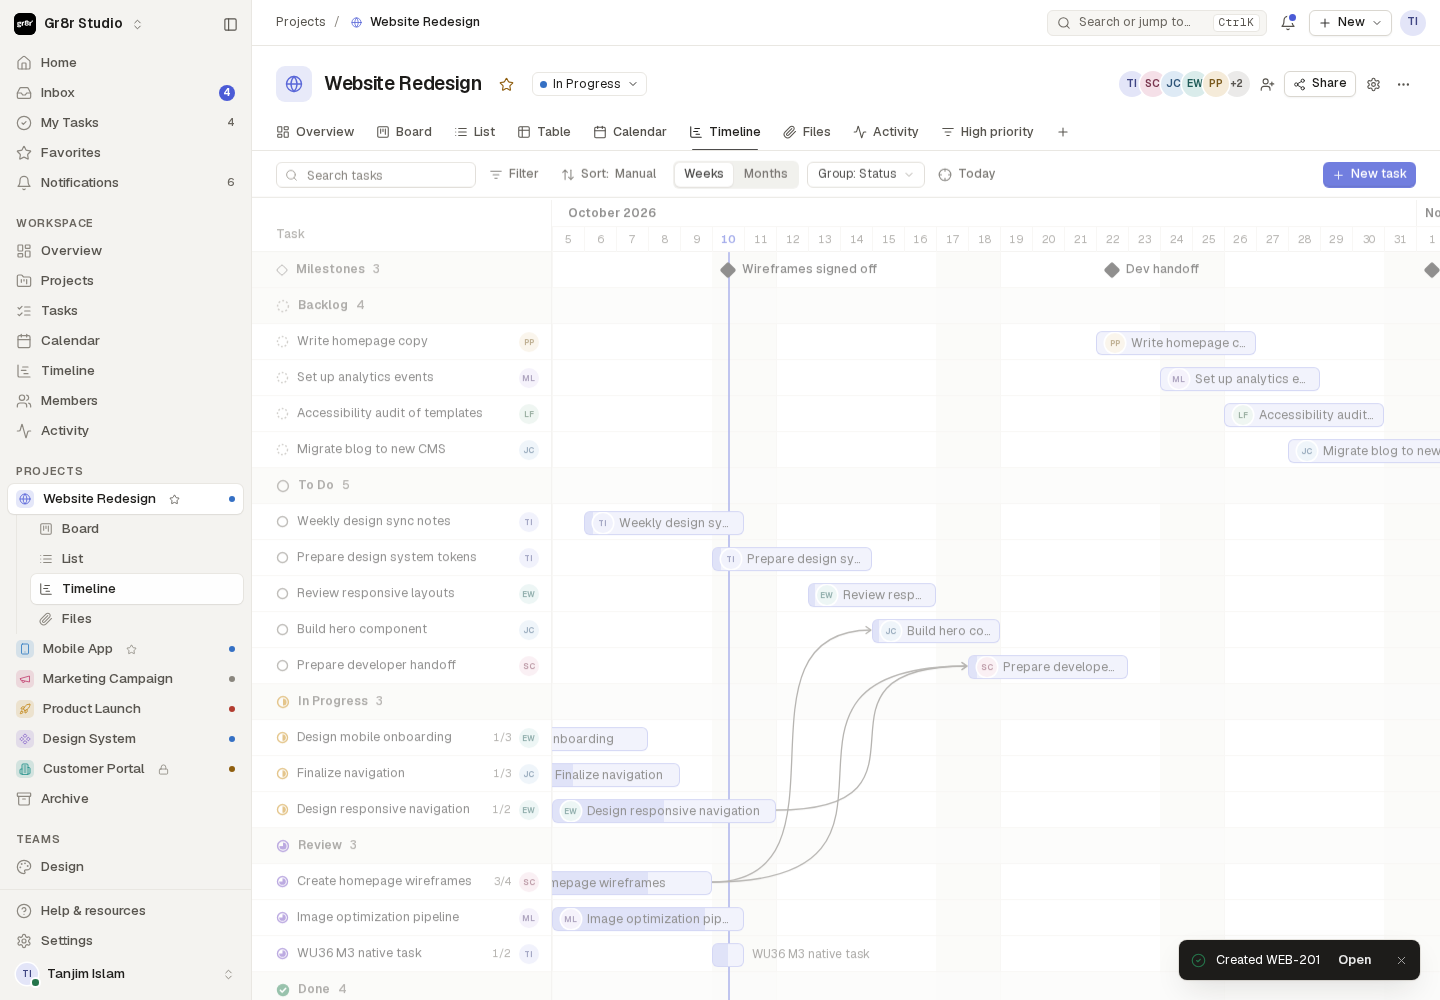 gr8r Gr8r Studio
Home
Inbox 4
My Tasks 4
Favorites
Notifications 6
WORKSPACE
Overview
Projects
Tasks
Calendar
Timeline
Members
Activity
PROJECTS
Website Redesign
Board
List
Timeline
Files
Mobile App
Marketing Campaign
Product Launch
Design System
Customer Portal
Archive
TEAMS
Design
Help & resources
Settings
TI Tanjim Islam
Projects / Website Redesign
Search or jump to... CtrlK
New
TI
Website Redesign
In Progress
TI SC JC EW PP +2
Share
Overview Board List Table Calendar Timeline Files Activity High priority
Search tasks
Filter
Sort: Manual
Weeks Months
Group: Status
Today
New task
Task
October 2026
No
5 6 7 8 9 10 11 12 13 14 15 16 17 18 19 20 21 22 23 24 25 26 27 28 29 30 31 1
Milestones 3
Wireframes signed off
Dev handoff
Backlog 4
Write homepage copy PP
PP Write homepage c...
Set up analytics events ML
ML Set up analytics e...
Accessibility audit of templates LF
LF Accessibility audit...
Migrate blog to new CMS JC
JC Migrate blog to new
To Do 5
Weekly design sync notes TI
TI Weekly design sy...
Prepare design system tokens TI
TI Prepare design sy...
Review responsive layouts EW
EW Review resp...
Build hero component JC
JC Build hero co...
Prepare developer handoff SC
SC Prepare develope...
In Progress 3
Design mobile onboarding 1/3 EW
nboarding
Finalize navigation 1/3 JC
Finalize navigation
Design responsive navigation 1/2 EW
EW Design responsive navigation
Review 3
Create homepage wireframes 3/4 SC
mepage wireframes
Image optimization pipeline ML
ML Image optimization pip...
WU36 M3 native task 1/2 TI
WU36 M3 native task
Done 4
Created WEB-201 Open